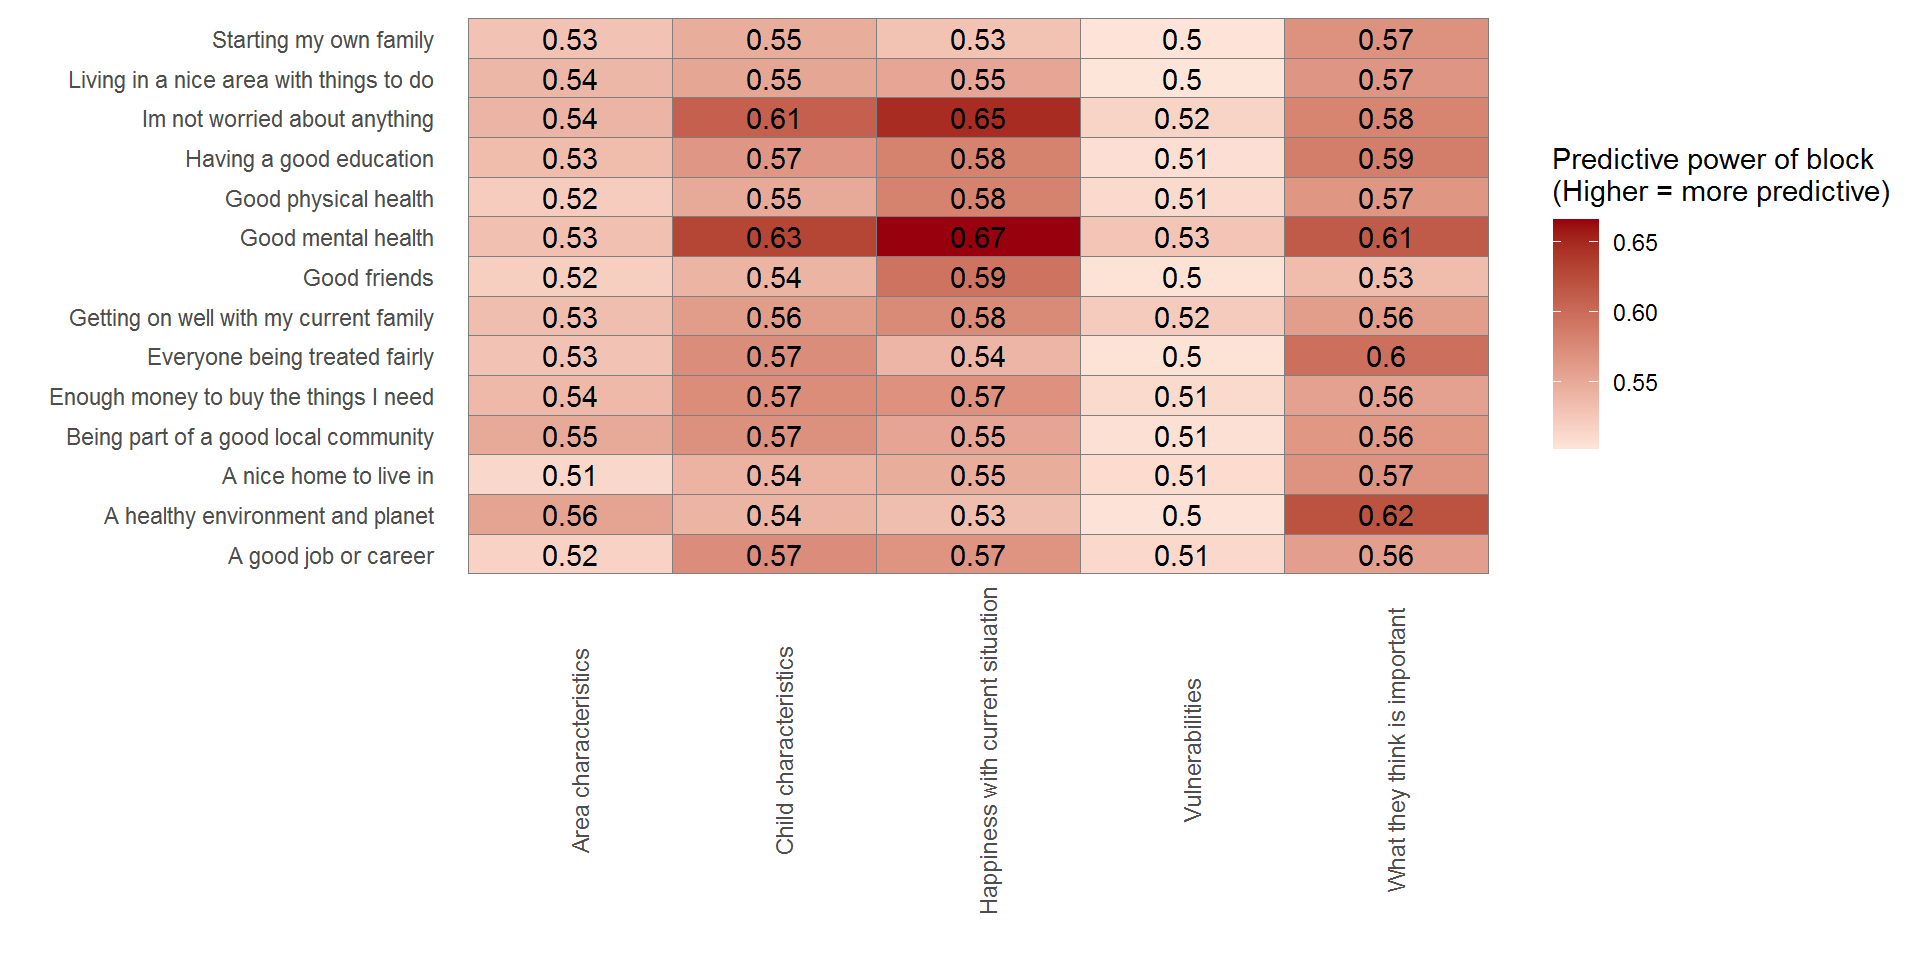 Starting my own family 0.53 0.55 0.53 0.5 0.57
Living in a nice area with things to do 0.54 0.55 0.55 0.5 0.57
Im not worried about anything 0.54 0.61 0.65 0.52 0.58
Having a good education 0.53 0.57 0.58 0.51 0.59
Good physical health 0.52 0.55 0.58 0.51 0.57
Good mental health 0.53 0.63 0.67 0.53 0.61
Good friends 0.52 0.54 0.59 0.5 0.53
Getting on well with my current family 0.53 0.56 0.58 0.52 0.56
Everyone being treated fairly 0.53 0.57 0.54 0.5 0.6
Enough money to buy the things I need 0.54 0.57 0.57 0.51 0.56
Being part of a good local community 0.55 0.57 0.55 0.51 0.56
A nice home to live in 0.51 0.54 0.55 0.51 0.57
A healthy environment and planet 0.56 0.54 0.53 0.5 0.62
A good job or career 0.52 0.57 0.57 0.51 0.56
Area characteristics
Child characteristics
Happiness with current situation
Vulnerabilities
What they think is important
Predictive power of block
(Higher = more predictive)
0.65
0.60
0.55